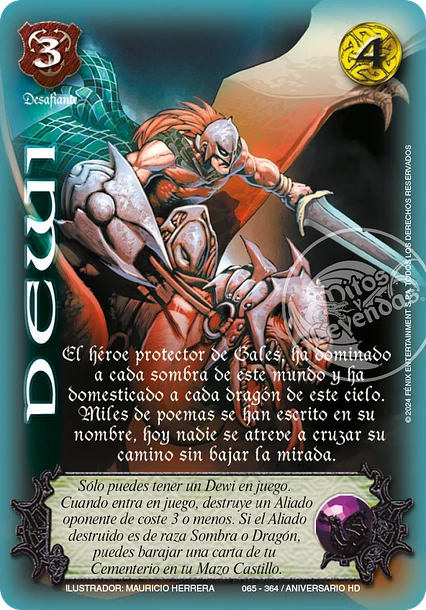 3
4
Desafiante
DEWI
Mitos
y
Leyendas
© 2024 FÉNIX ENTERTAINMENT S.P.A. TODOS LOS DERECHOS RESERVADOS
El héroe protector de Gales, ha dominado
a cada sombra de este mundo y ha
domesticado a cada dragón de este cielo.
Miles de poemas se han escrito en su
nombre, hoy nadie se atreve a cruzar su
camino sin bajar la mirada.
Sólo puedes tener un Dewi en juego.
Cuando entra en juego, destruye un Aliado
oponente de coste 3 o menos. Si el Aliado
destruido es de raza Sombra o Dragón,
puedes barajar una carta de tu
Cementerio en tu Mazo Castillo.
ILUSTRADOR: MAURICIO HERRERA 065 - 364 / ANIVERSARIO HD